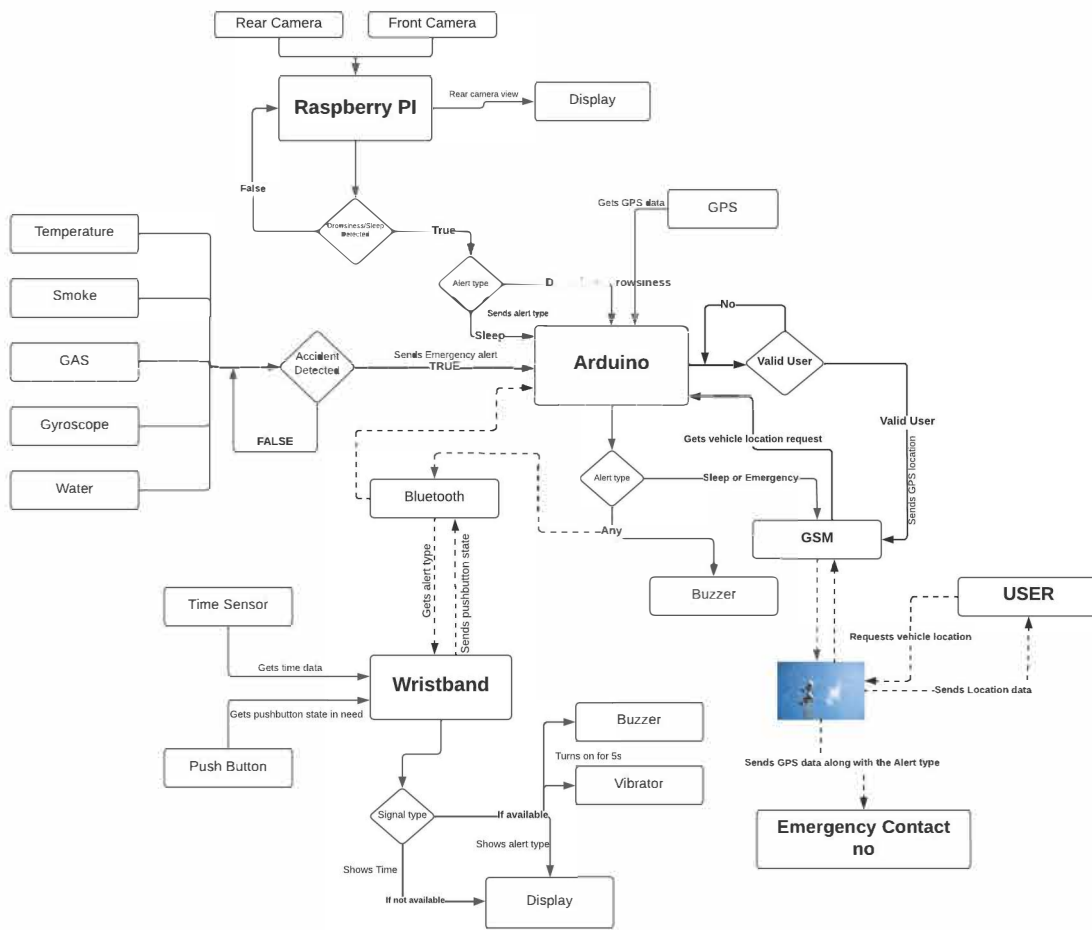 Rear Camera
Front Camera
Raspberry PI
Rear camera view
Display
False
Drowsiness/Sleep
Detected
True
Gets GPS data
GPS
Temperature
Smoke
GAS
Gyroscope
Water
Alert type
rowsiness
Sends alert type
Sleep
No
Accident
Detected
Sends Emergency alert
TRUE
FALSE
Arduino
Valid User
Valid User
Sends GPS location
Gets vehicle location request
Alert type
Sleep or Emergency
Any
Bluetooth
GSM
Buzzer
Gets alert type
Sends pushbutton state
Time Sensor
Gets time data
Wristband
Gets pushbutton state in need
Push Button
USER
Requests vehicle location
Sends Location data
Sends GPS data along with the Alert type
Emergency Contact
no
Buzzer
Turns on for 5s
Vibrator
Signal type
If available
Shows alert type
Shows Time
If not available
Display